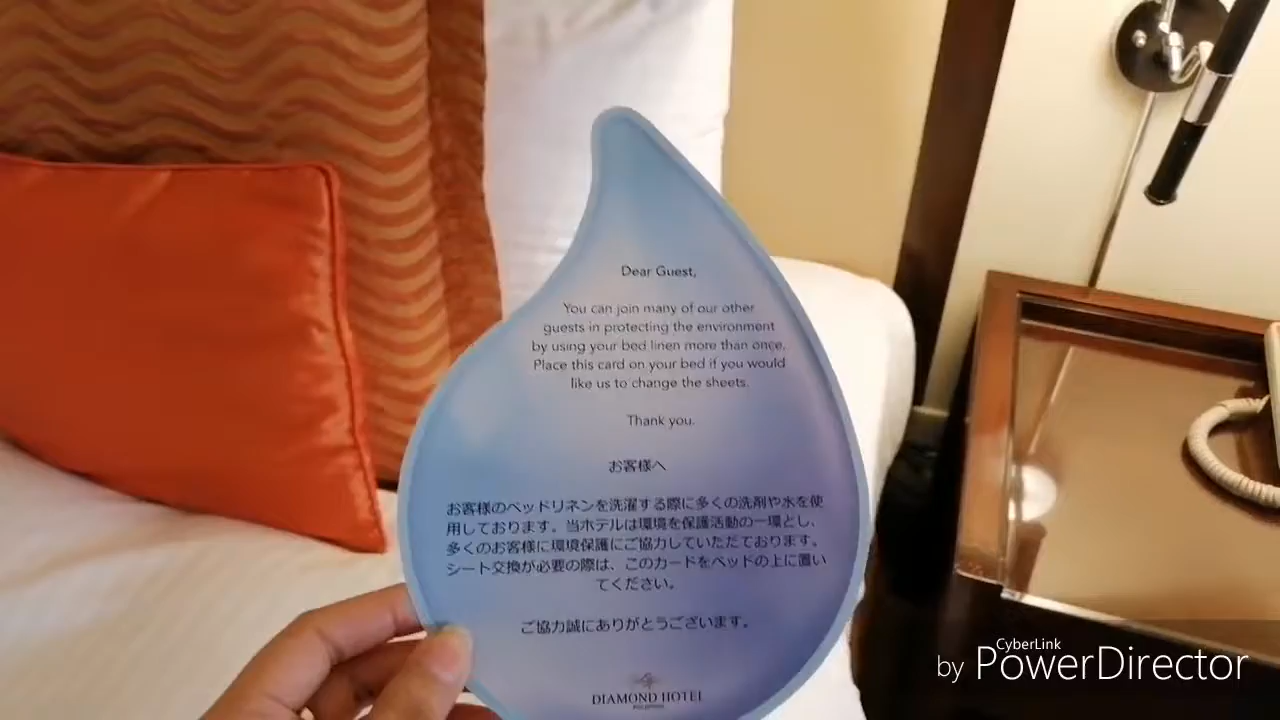 Dear Guest,
You can join many of our other
guests in protecting the environment
by using your bed linen more than once.
Place this card on your bed if you would
like us to change the sheets.
Thank you.
お客様へ
お客様のベッドリネンを洗濯する際に多くの洗剤や水を使
用しております。当ホテルは環境を保護活動の一環とし、
多くのお客様に環境保護にご協力していただております。
シート交換が必要の際は、このカードをベッドの上に置い
てください。
ご協力誠にありがとうございます。
DIAMOND HOTEL
PHILIPPINES
CyberLink
by PowerDirector